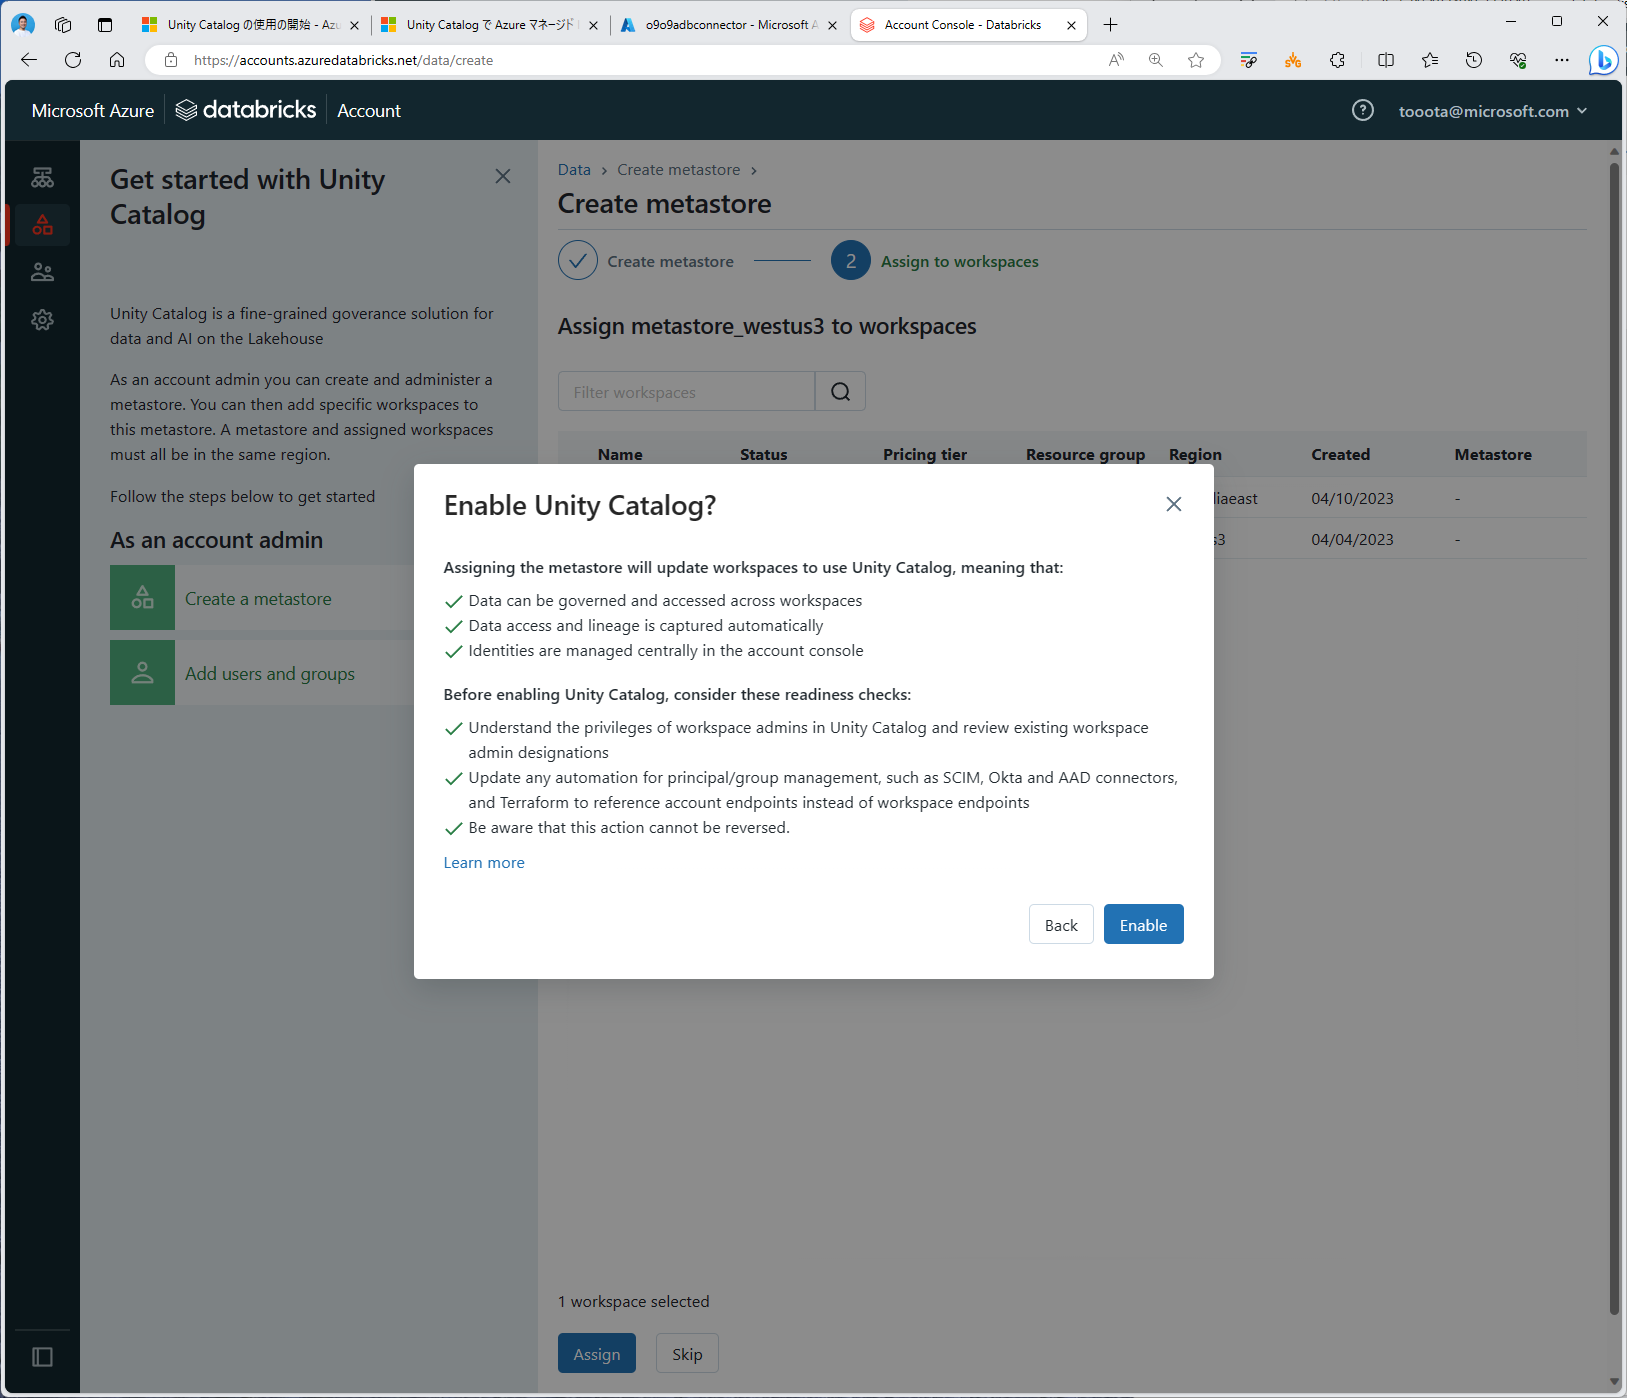 Unity Catalog の使用の開始 - Azu
Unity Catalog で Azure マネージド I
o9o9adbconnector - Microsoft A
Account Console - Databricks
https://accounts.azuredatabricks.net/data/create
Microsoft Azure
databricks
Account
tooota@microsoft.com
Get started with Unity
Catalog
Unity Catalog is a fine-grained goverance solution for
data and AI on the Lakehouse
As an account admin you can create and administer a
metastore. You can then add specific workspaces to
this metastore. A metastore and assigned workspaces
must all be in the same region.
Follow the steps below to get started
As an account admin
Create a metastore
Add users and groups
Data › Create metastore ›
Create metastore
Create metastore
2 Assign to workspaces
Assign metastore_westus3 to workspaces
Filter workspaces
Name Status Pricing tier Resource group Region Created Metastore
liaeast 04/10/2023 -
s3 04/04/2023 -
Enable Unity Catalog?
Assigning the metastore will update workspaces to use Unity Catalog, meaning that:
Data can be governed and accessed across workspaces
Data access and lineage is captured automatically
Identities are managed centrally in the account console
Before enabling Unity Catalog, consider these readiness checks:
Understand the privileges of workspace admins in Unity Catalog and review existing workspace
admin designations
Update any automation for principal/group management, such as SCIM, Okta and AAD connectors,
and Terraform to reference account endpoints instead of workspace endpoints
Be aware that this action cannot be reversed.
Learn more
Back
Enable
1 workspace selected
Assign
Skip